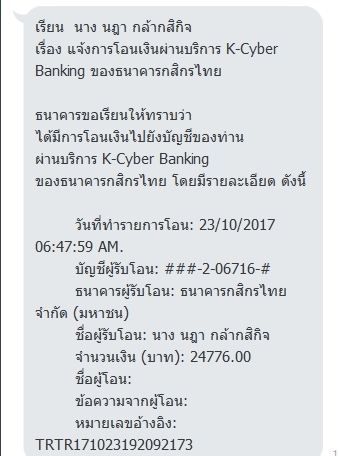 เรียน นาง นฎา กล้ากสิกิจ
เรื่อง แจ้งการโอนเงินผ่านบริการ K-Cyber
Banking ของธนาคารกสิกรไทย
ธนาคารขอเรียนให้ทราบว่า
ได้มีการโอนเงินไปยังบัญชีของท่าน
ผ่านบริการ K-Cyber Banking
ของธนาคารกสิกรไทย โดยมีรายละเอียด ดังนี้
วันที่ทำรายการโอน: 23/10/2017
06:47:59 AM.
บัญชีผู้รับโอน: ###-2-06716-#
ธนาคารผู้รับโอน: ธนาคารกสิกรไทย
จำกัด (มหาชน)
ชื่อผู้รับโอน: นาง นฎา กล้ากสิกิจ
จำนวนเงิน (บาท): 24776.00
ชื่อผู้โอน:
ข้อความจากผู้โอน:
หมายเลขอ้างอิง:
TRTR171023192092173